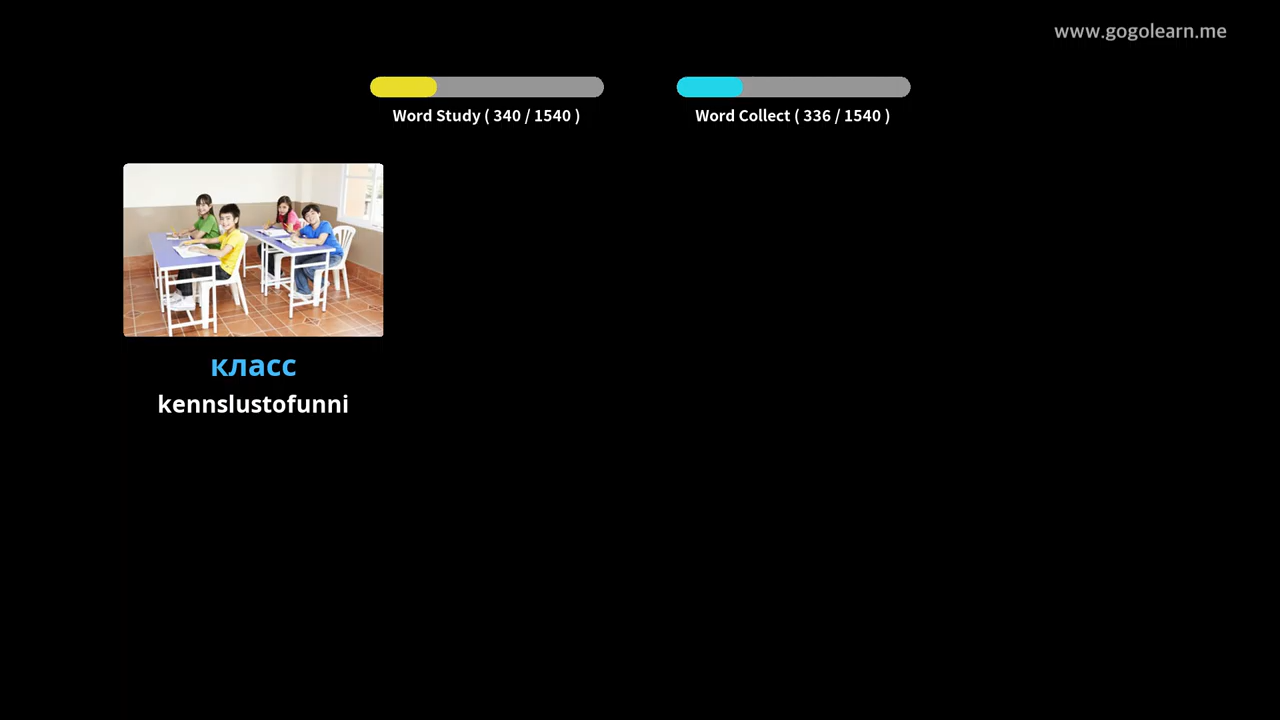 www.gogolearn.me
Word Study ( 340 / 1540 )
Word Collect ( 336 / 1540 )
класс
kennslustofunni